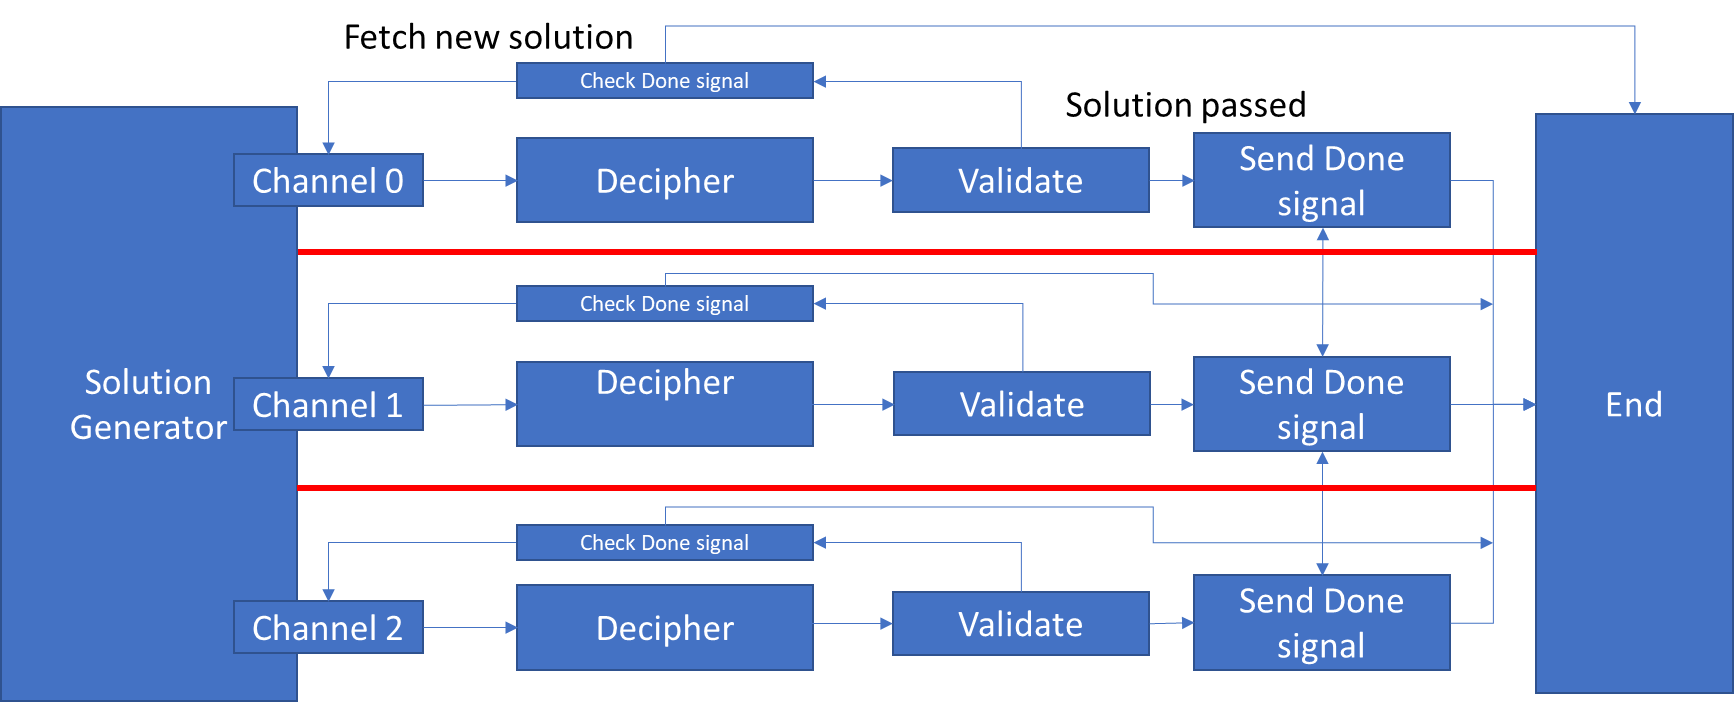 Fetch new solution
Check Done signal
Solution passed
Channel 0
Decipher
Validate
Send Done
signal
Check Done signal
Solution
Generator
Channel 1
Decipher
Validate
Send Done
signal
End
Check Done signal
Channel 2
Decipher
Validate
Send Done
signal